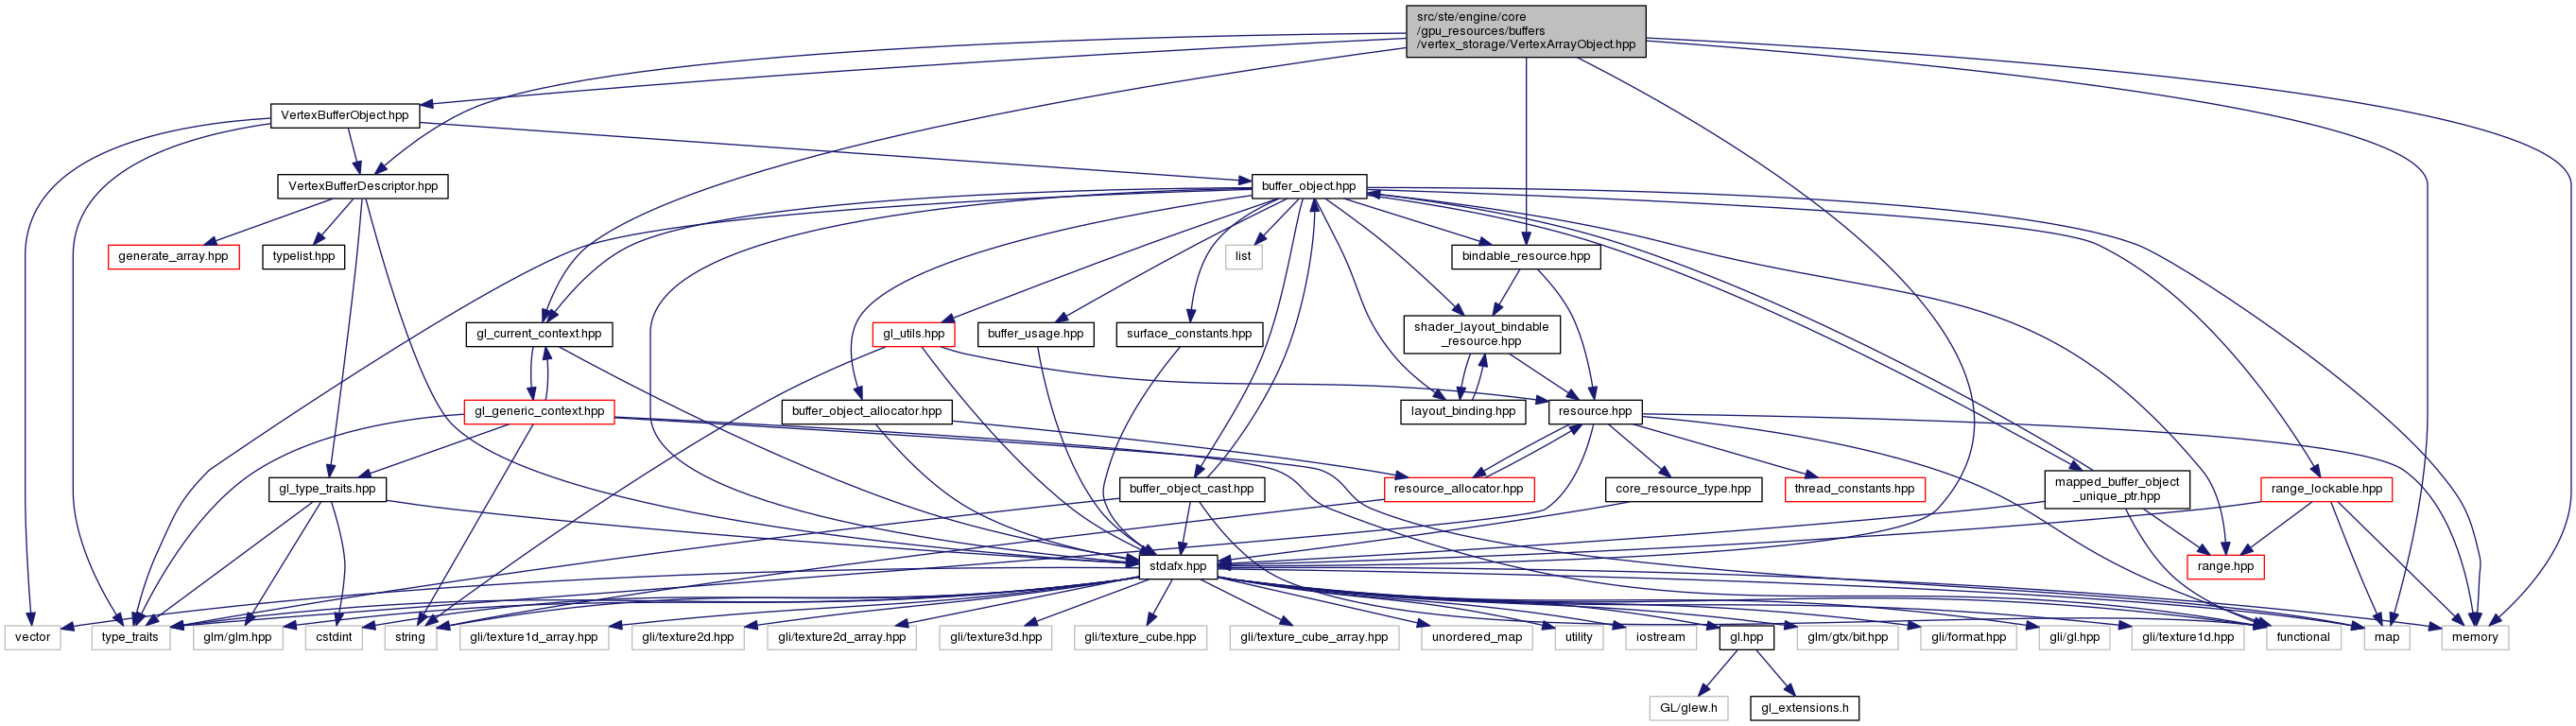 src/ste/engine/core
/gpu_resources/buffers
/vertex_storage/VertexArrayObject.hpp
VertexBufferObject.hpp
VertexBufferDescriptor.hpp
buffer_object.hpp
generate_array.hpp
typelist.hpp
list
bindable_resource.hpp
gl_current_context.hpp
gl_utils.hpp
buffer_usage.hpp
surface_constants.hpp
shader_layout_bindable
_resource.hpp
gl_generic_context.hpp
buffer_object_allocator.hpp
layout_binding.hpp
resource.hpp
gl_type_traits.hpp
buffer_object_cast.hpp
resource_allocator.hpp
core_resource_type.hpp
thread_constants.hpp
mapped_buffer_object
_unique_ptr.hpp
range_lockable.hpp
stdafx.hpp
range.hpp
vector
type_traits
glm/glm.hpp
cstdint
string
gli/texture1d_array.hpp
gli/texture2d.hpp
gli/texture2d_array.hpp
gli/texture3d.hpp
gli/texture_cube.hpp
gli/texture_cube_array.hpp
unordered_map
utility
iostream
gl.hpp
glm/gtx/bit.hpp
gli/format.hpp
gli/gl.hpp
gli/texture1d.hpp
functional
map
memory
GL/glew.h
gl_extensions.h